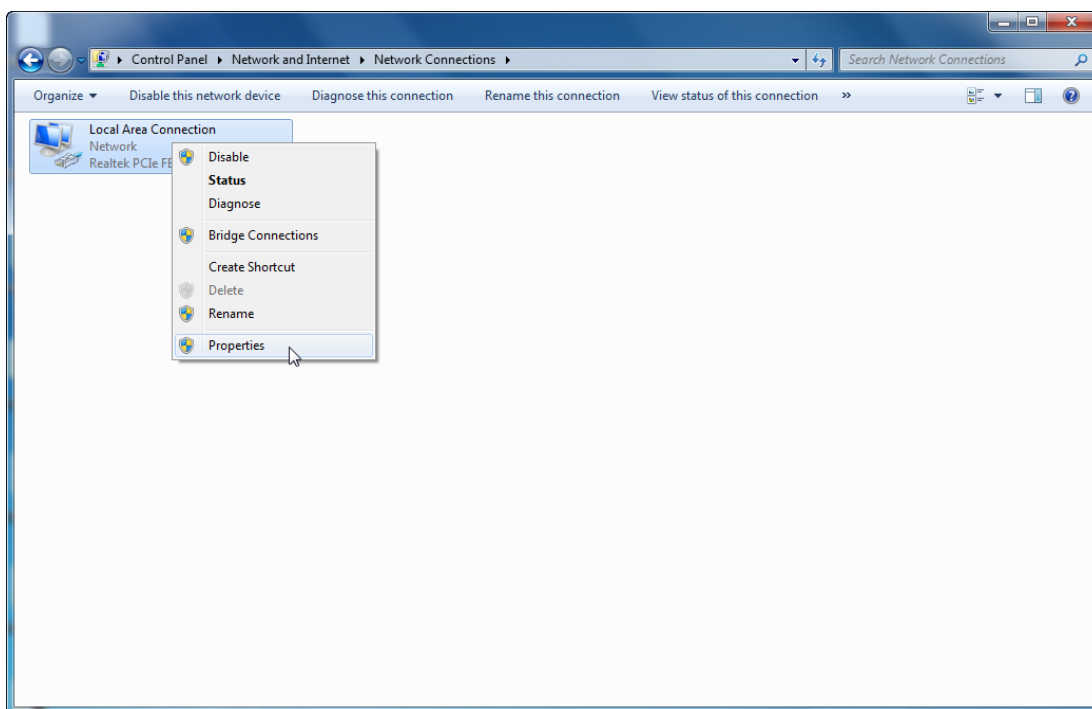 Control Panel Network and Internet Network Connections Search Network Connections
Organize Disable this network device Diagnose this connection Rename this connection View status of this connection »
Local Area Connection
Network
Realtek PCIe FE
Disable
Status
Diagnose
Bridge Connections
Create Shortcut
Delete
Rename
Properties